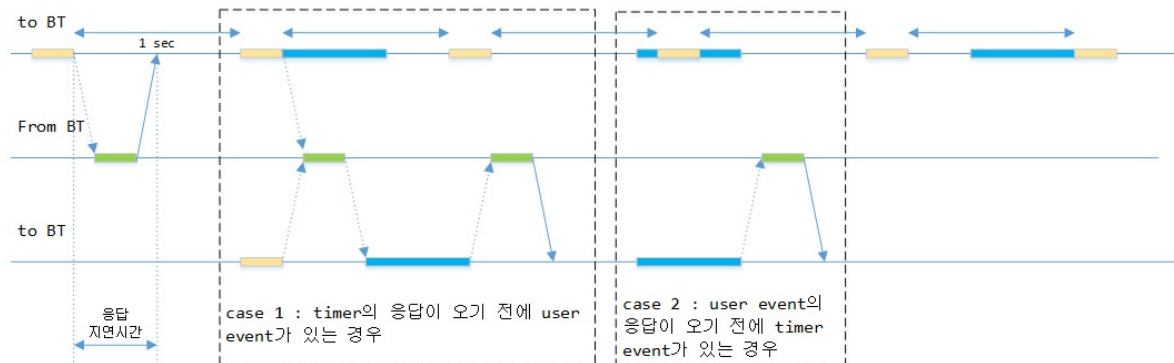 to BT
1 sec
From BT
to BT
응답
지연시간
case 1 : timer의 응답이 오기 전에 user
event가 있는 경우
case 2 : user event의
응답이 오기 전에 timer
event가 있는 경우